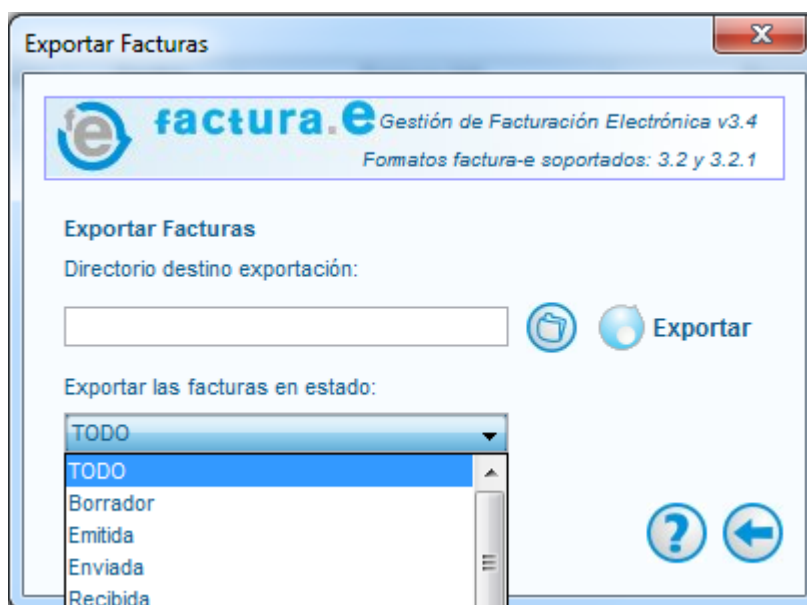 Exportar Facturas
factura.e Gestión de Facturación Electrónica v3.4
Formatos factura-e soportados: 3.2 y 3.2.1
Exportar Facturas
Directorio destino exportación:
Exportar
Exportar las facturas en estado:
TODO
TODO
Borrador
Emitida
Enviada
Recibida